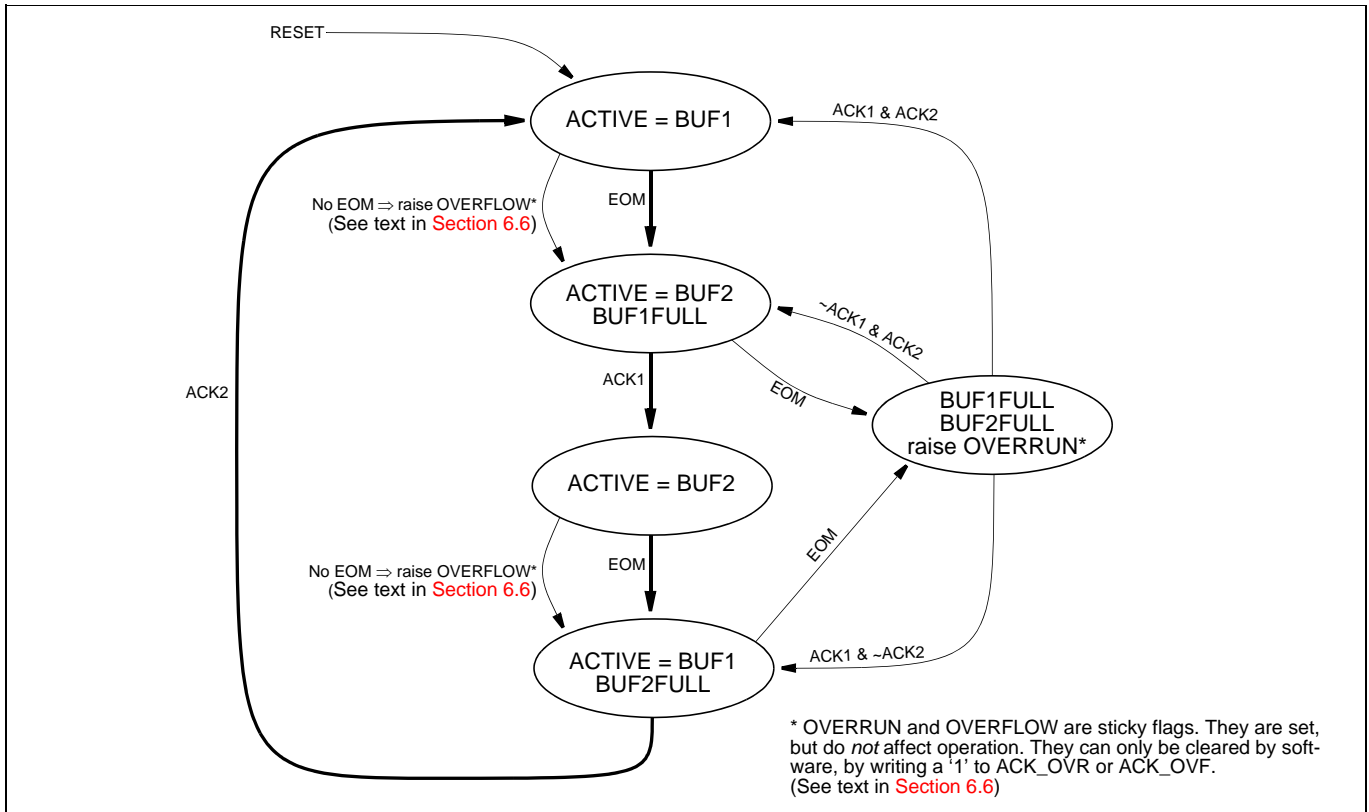 RESET
ACTIVE = BUF1
ACK1 & ACK2
No EOM ⇒ raise OVERFLOW*
(See text in Section 6.6)
EOM
ACTIVE = BUF2
BUF1FULL
~ACK1 & ACK2
ACK2
ACK1
EOM
BUF1FULL
BUF2FULL
raise OVERRUN*
ACTIVE = BUF2
No EOM ⇒ raise OVERFLOW*
(See text in Section 6.6)
EOM
EOM
ACTIVE = BUF1
BUF2FULL
ACK1 & ~ACK2
* OVERRUN and OVERFLOW are sticky flags. They are set,
but do not affect operation. They can only be cleared by soft-
ware, by writing a ‘1’ to ACK_OVR or ACK_OVF.
(See text in Section 6.6)